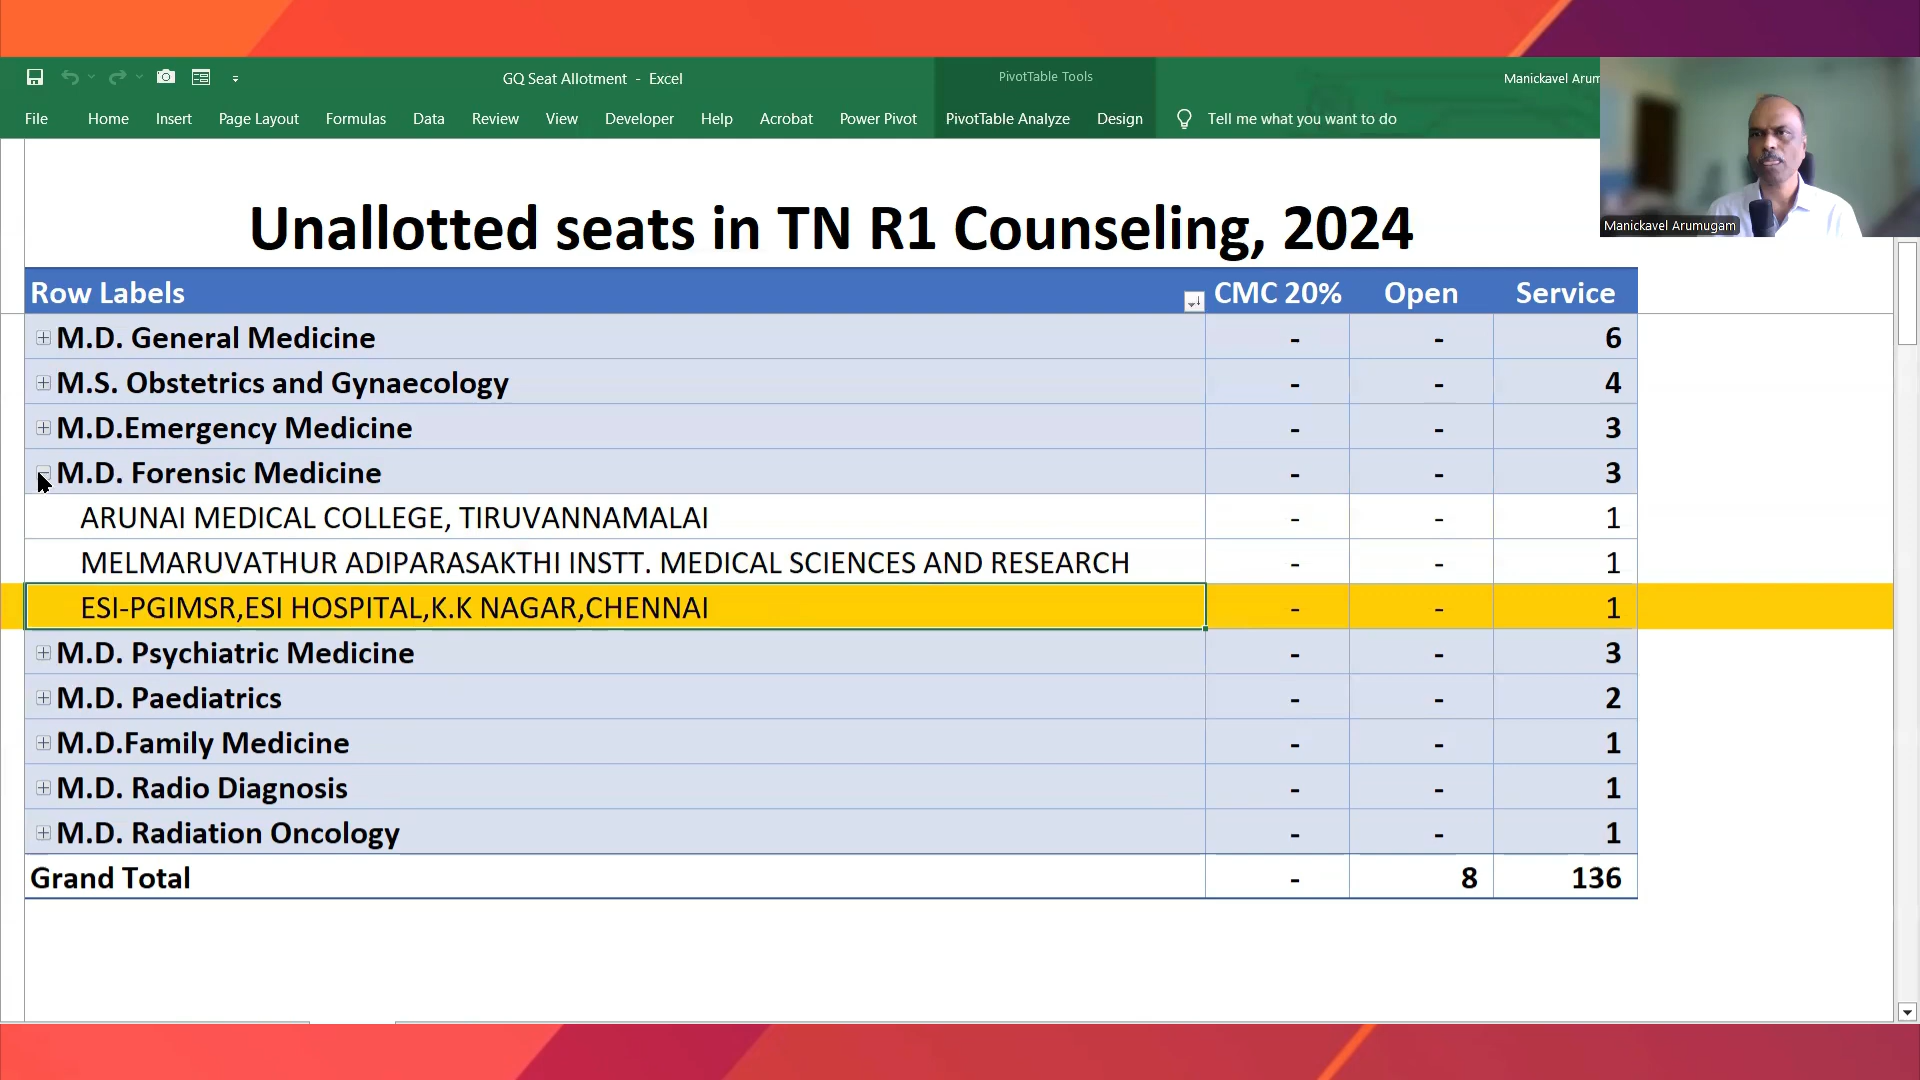 GQ Seat Allotment - Excel
PivotTable Tools
Manickavel Arum
File Home Insert Page Layout Formulas Data Review View Developer Help Acrobat Power Pivot PivotTable Analyze Design Tell me what you want to do
Manickavel Arumugam
Unallotted seats in TN R1 Counseling, 2024
Row Labels CMC 20% Open Service
M.D. General Medicine - - 6
M.S. Obstetrics and Gynaecology - - 4
M.D.Emergency Medicine - - 3
M.D. Forensic Medicine - - 3
ARUNAI MEDICAL COLLEGE, TIRUVANNAMALAI - - 1
MELMARUVATHUR ADIPARASAKTHI INSTT. MEDICAL SCIENCES AND RESEARCH - - 1
ESI-PGIMSR,ESI HOSPITAL,K.K NAGAR,CHENNAI - - 1
M.D. Psychiatric Medicine - - 3
M.D. Paediatrics - - 2
M.D.Family Medicine - - 1
M.D. Radio Diagnosis - - 1
M.D. Radiation Oncology - - 1
Grand Total - 8 136